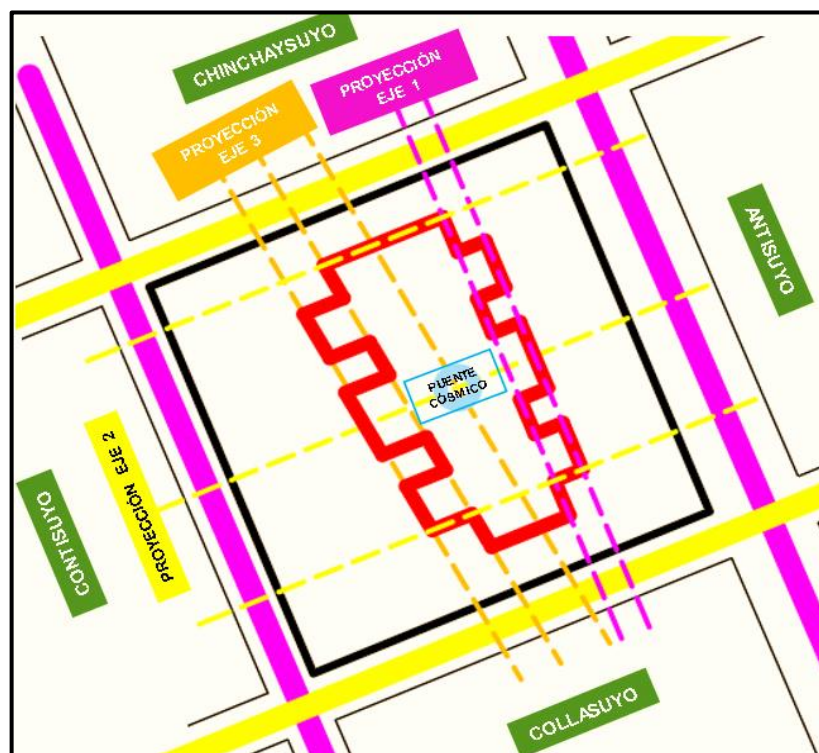 CHINCHAYSUYO
PROYECCIÓN
EJE 1
PROYECCIÓN
EJE 3
ANTISUYO
PUENTE
CÓSMICO
PROYECCIÓN EJE 2
CONTISUYO
COLLASUYO